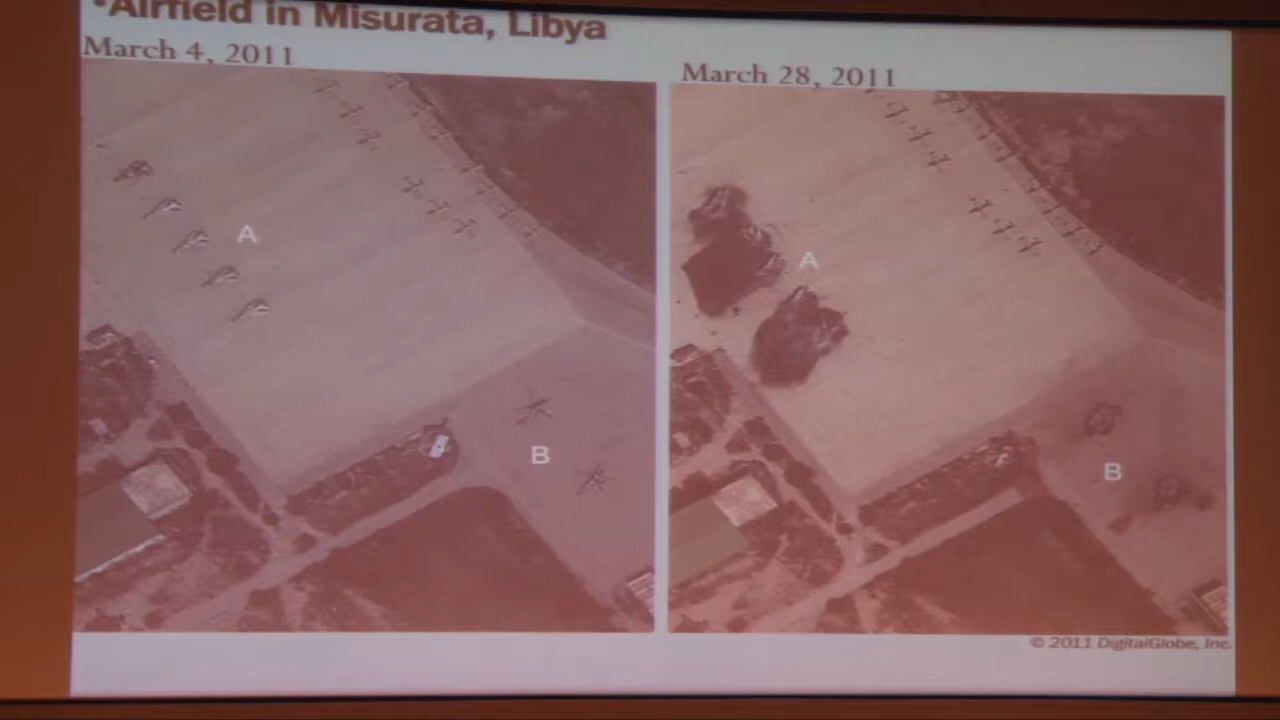 •Airfield in Misurata, Libya
March 4, 2011
March 28, 2011
A
A
B
B
© 2011 DigitalGlobe, Inc.